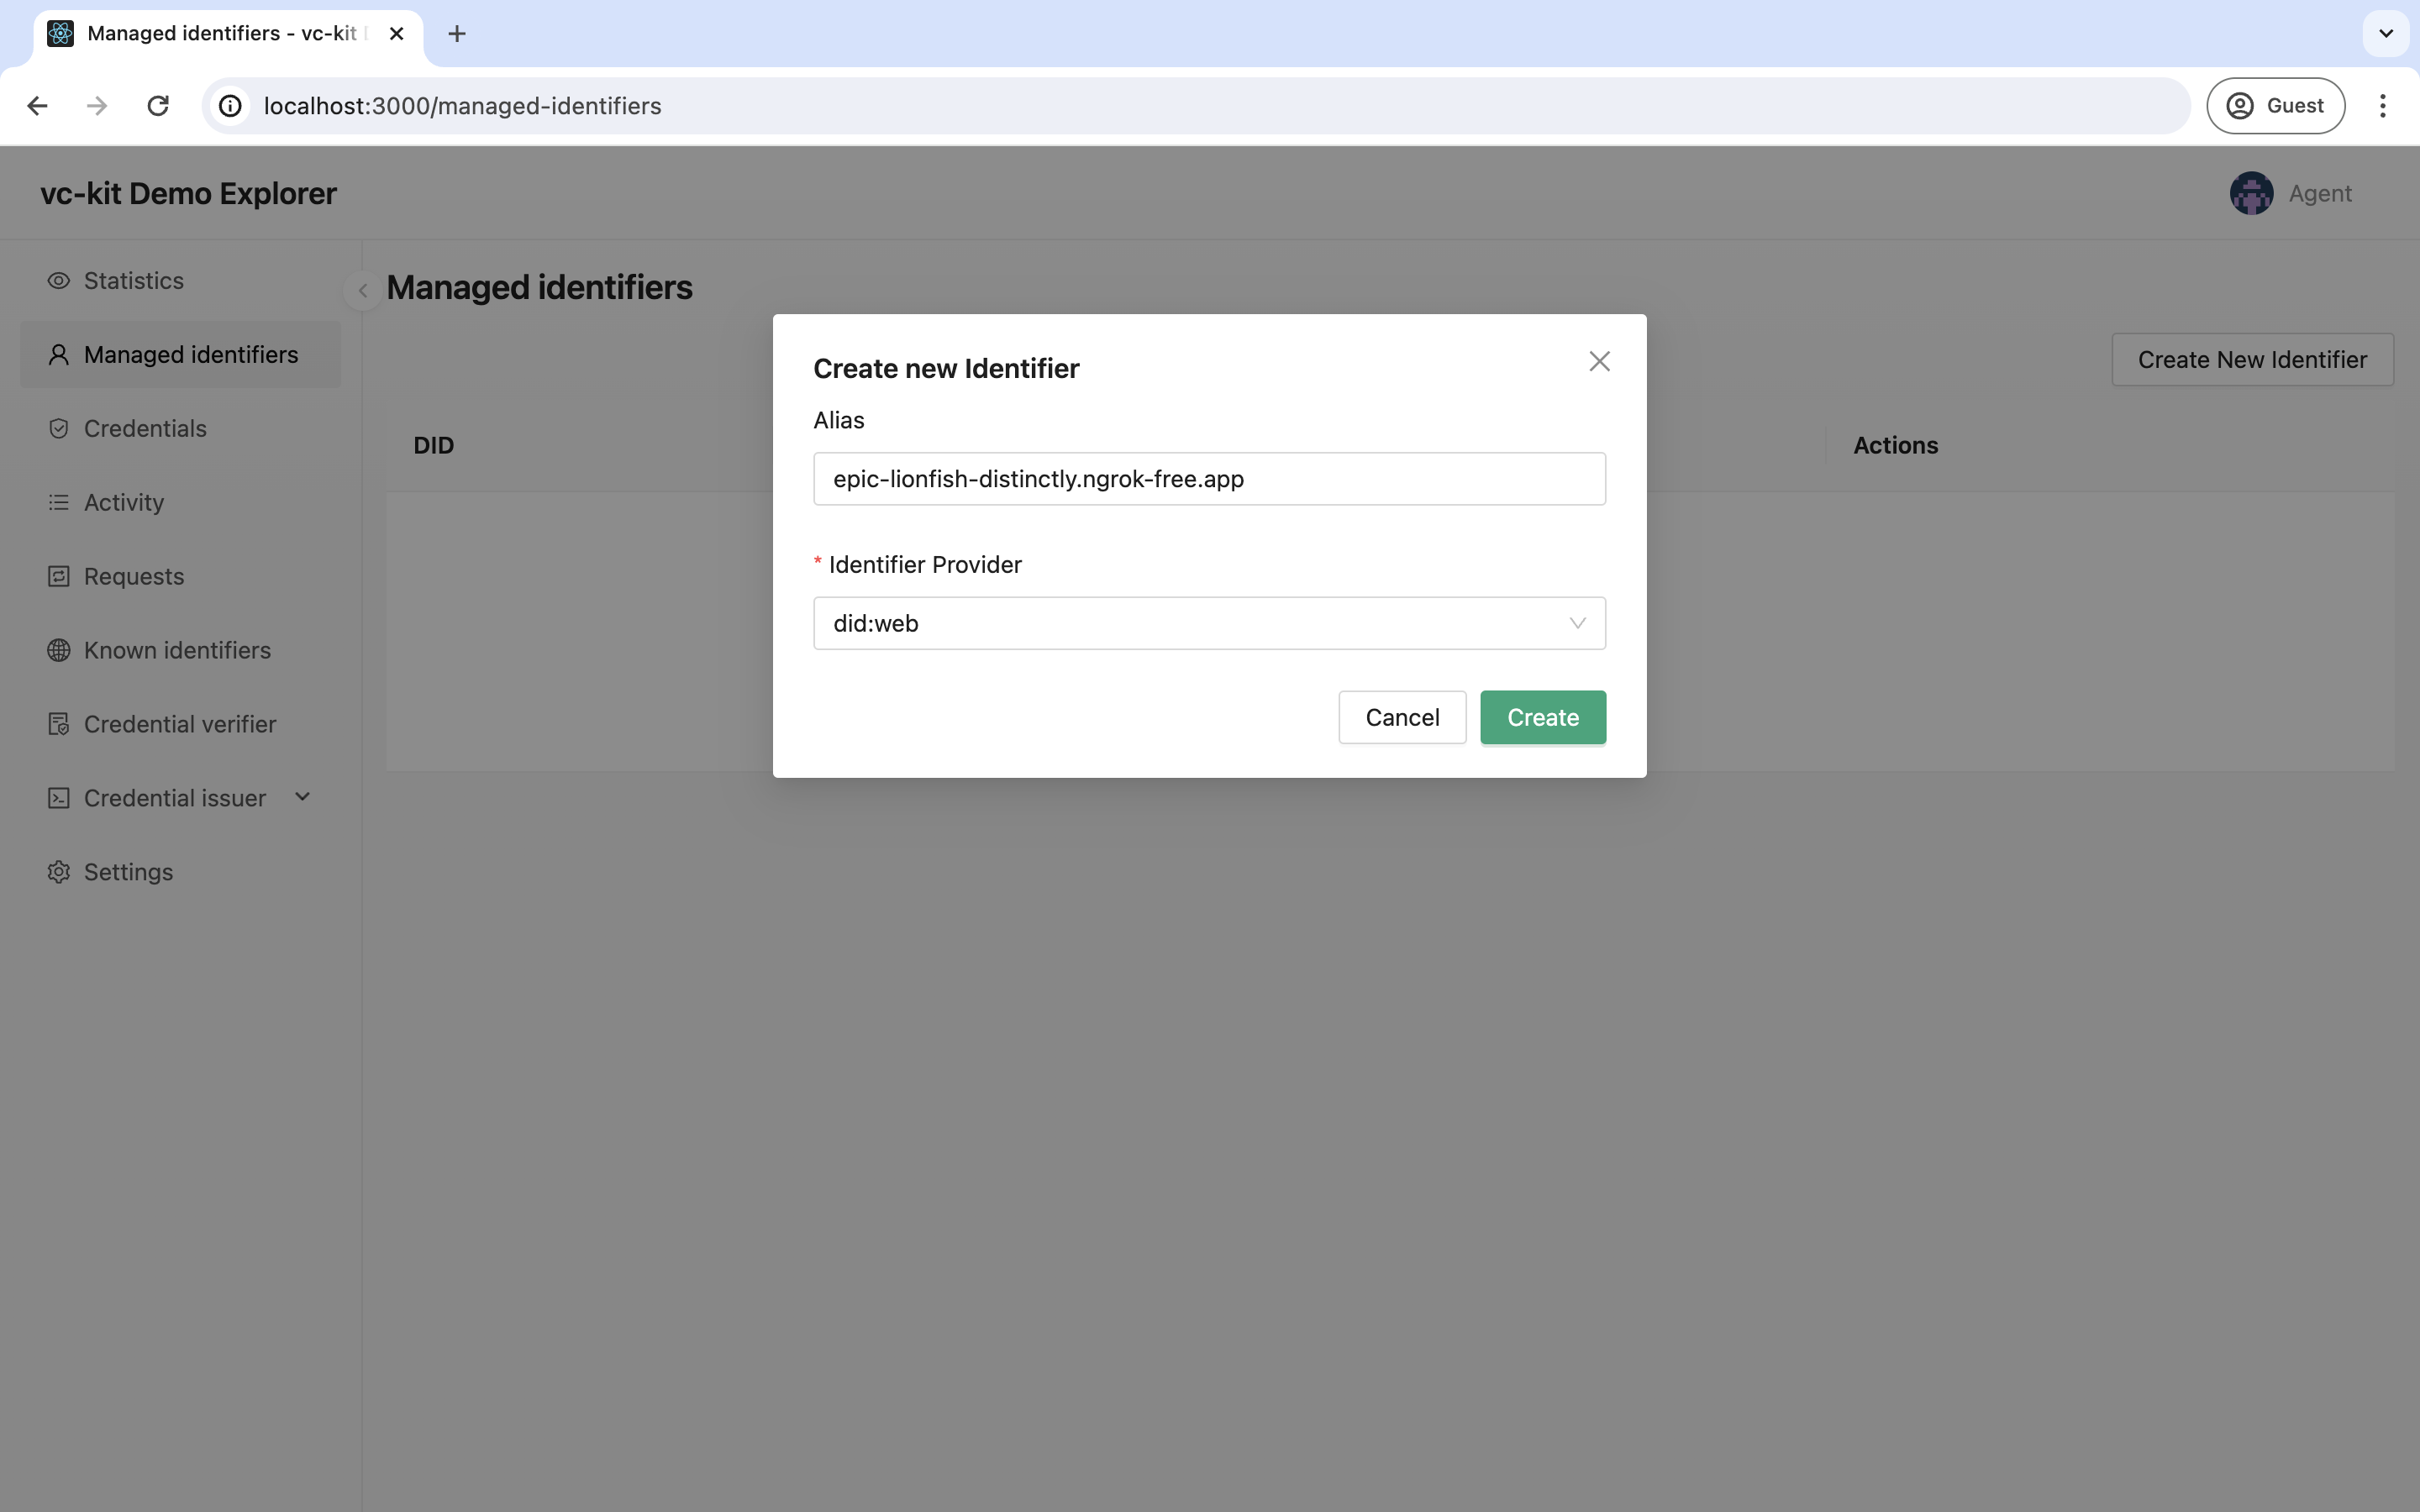 Managed identifiers - vc-kit
localhost:3000/managed-identifiers
Guest
vc-kit Demo Explorer
Agent
Statistics
Managed identifiers
Credentials
Activity
Requests
Known identifiers
Credential verifier
Credential issuer
Settings
Managed identifiers
Create New Identifier
DID
Actions
Create new Identifier
Alias
epic-lionfish-distinctly.ngrok-free.app
* Identifier Provider
did:web
Cancel
Create